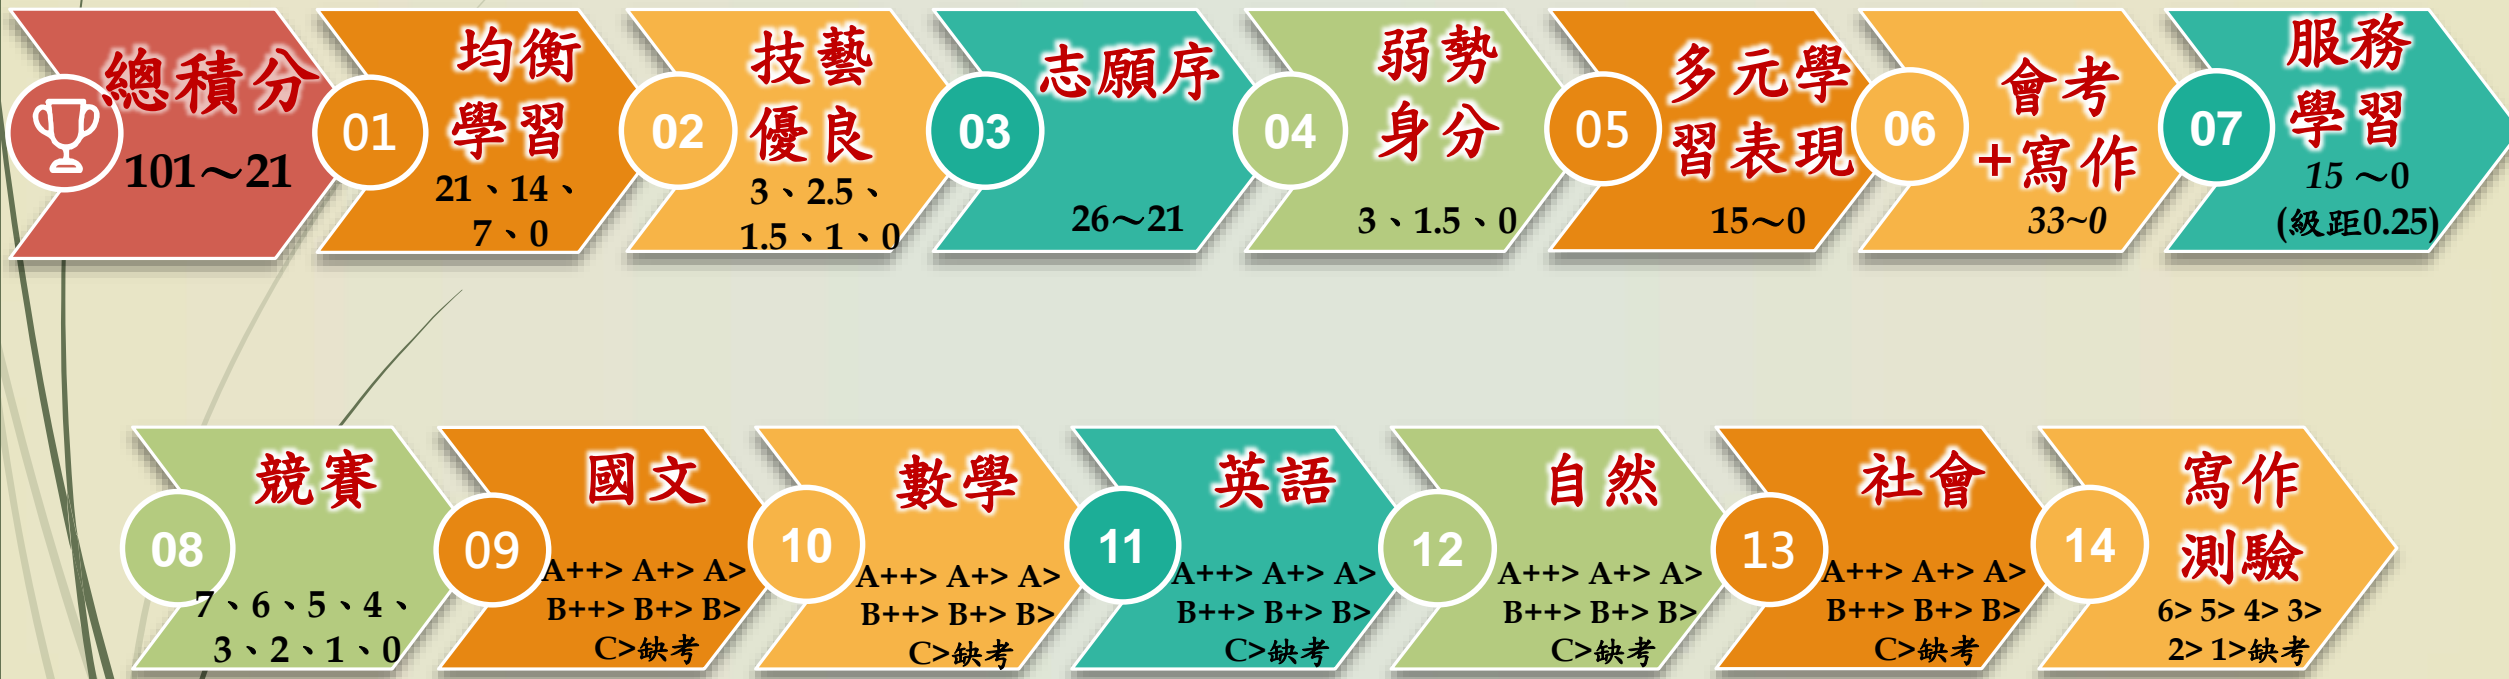 總積分
101～21
01
均衡
學習
21、14、
7、0
02
技藝
優良
3、2.5、
1.5、1、0
03
志願序
26～21
04
弱勢
身分
3、1.5、0
05
多元學
習表現
15～0
06
會考
+寫作
33~0
07
服務
學習
15 ～0
(級距0.25)
08
競賽
7、6、5、4、
3、2、1、0
09
國文
A++> A+> A>
B++> B+> B>
C>缺考
10
數學
A++> A+> A>
B++> B+> B>
C>缺考
11
英語
A++> A+> A>
B++> B+> B>
C>缺考
12
自然
A++> A+> A>
B++> B+> B>
C>缺考
13
社會
A++> A+> A>
B++> B+> B>
C>缺考
14
寫作
測驗
6> 5> 4> 3>
2> 1>缺考